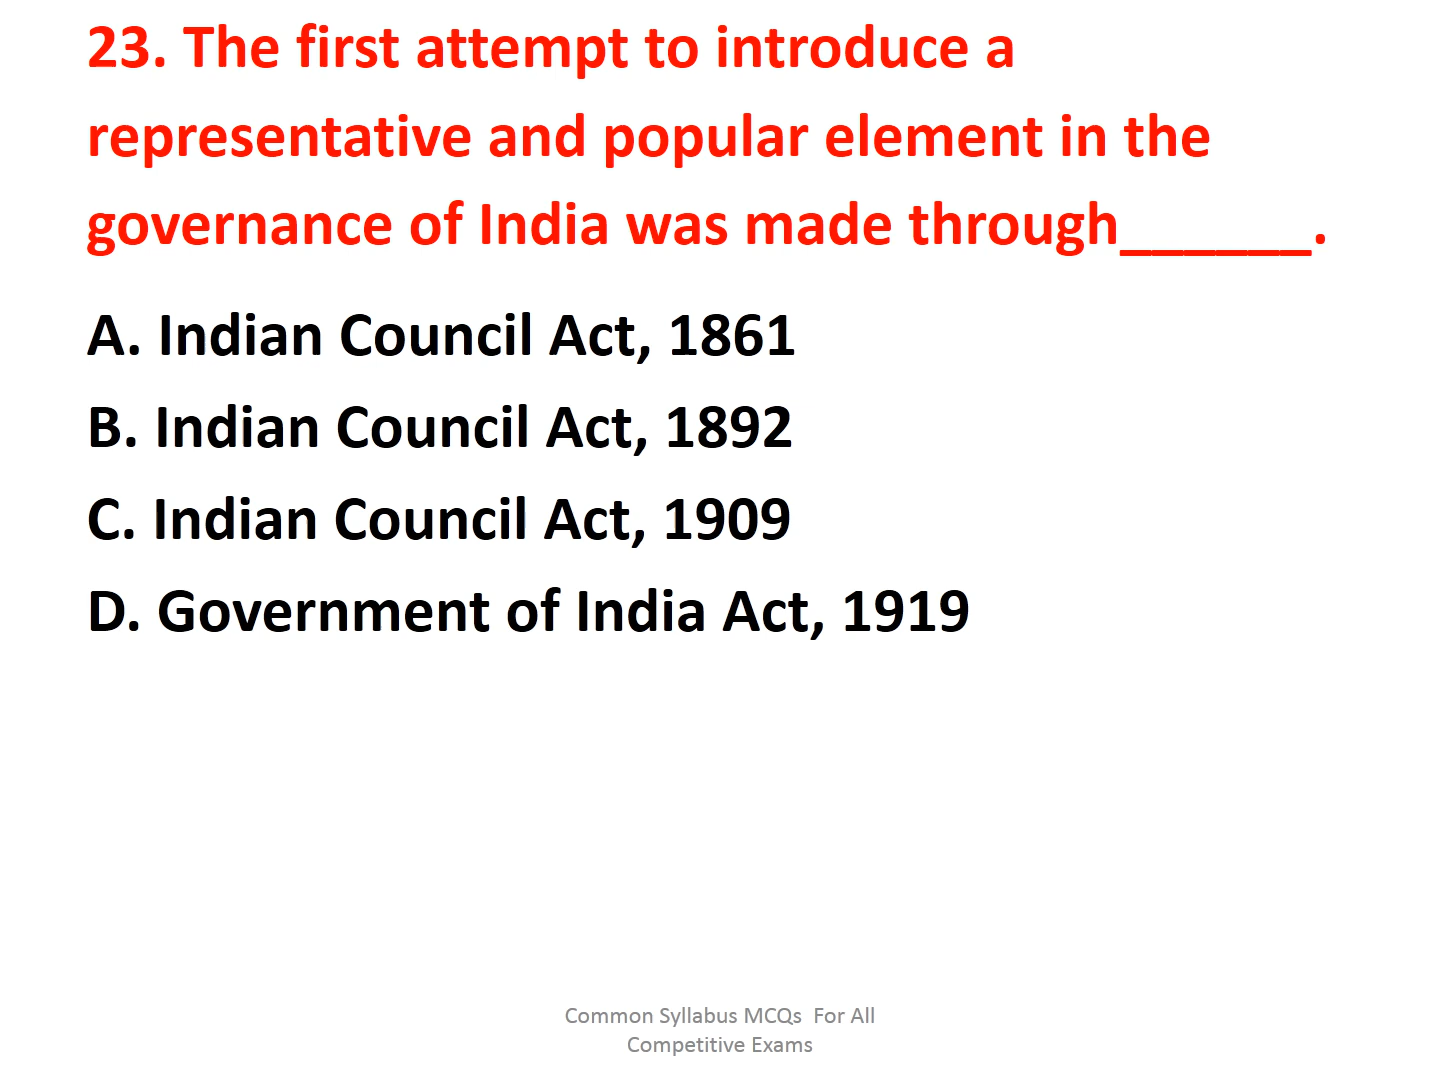 23. The first attempt to introduce a
representative and popular element in the
governance of India was made through______.
A. Indian Council Act, 1861
B. Indian Council Act, 1892
C. Indian Council Act, 1909
D. Government of India Act, 1919
Common Syllabus MCQs  For All
Competitive Exams